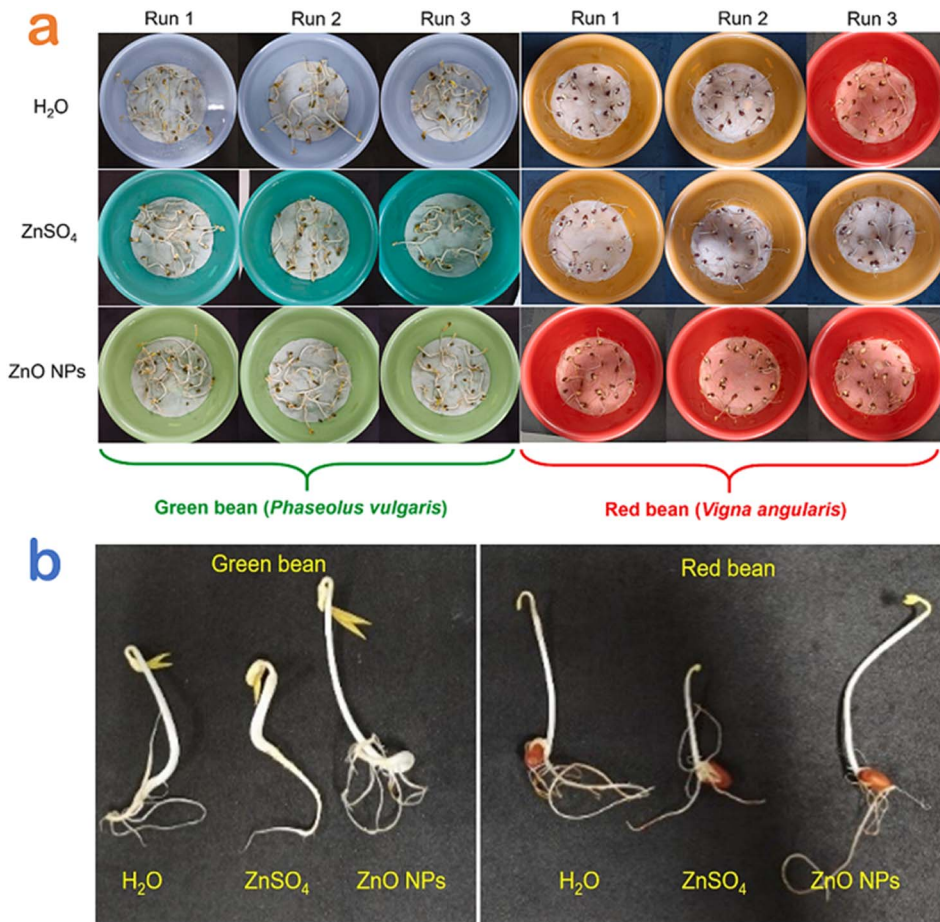 a
Run 1 Run 2 Run 3 Run 1 Run 2 Run 3
H₂O
ZnSO₄
ZnO NPs
Green bean (Phaseolus vulgaris) Red bean (Vigna angularis)
b
Green bean Red bean
H₂O ZnSO₄ ZnO NPs H₂O ZnSO₄ ZnO NPs